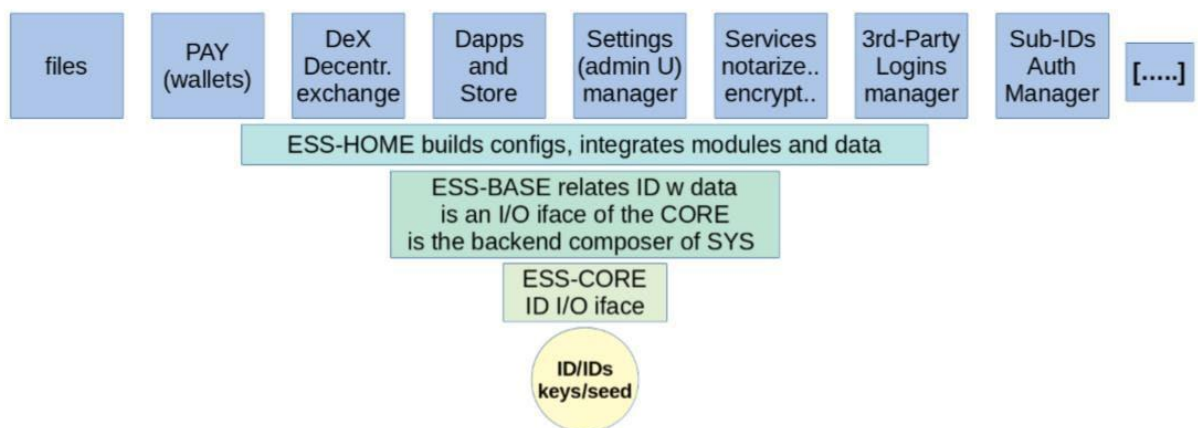 files
PAY
(wallets)
DeX
Decentr.
exchange
Dapps
and
Store
Settings
(admin U)
manager
Services
notarize..
encrypt..
3rd-Party
Logins
manager
Sub-IDs
Auth
Manager
[.....]
ESS-HOME builds configs, integrates modules and data
ESS-BASE relates ID w data
is an I/O iface of the CORE
is the backend composer of SYS
ESS-CORE
ID I/O iface
ID/IDs
keys/seed